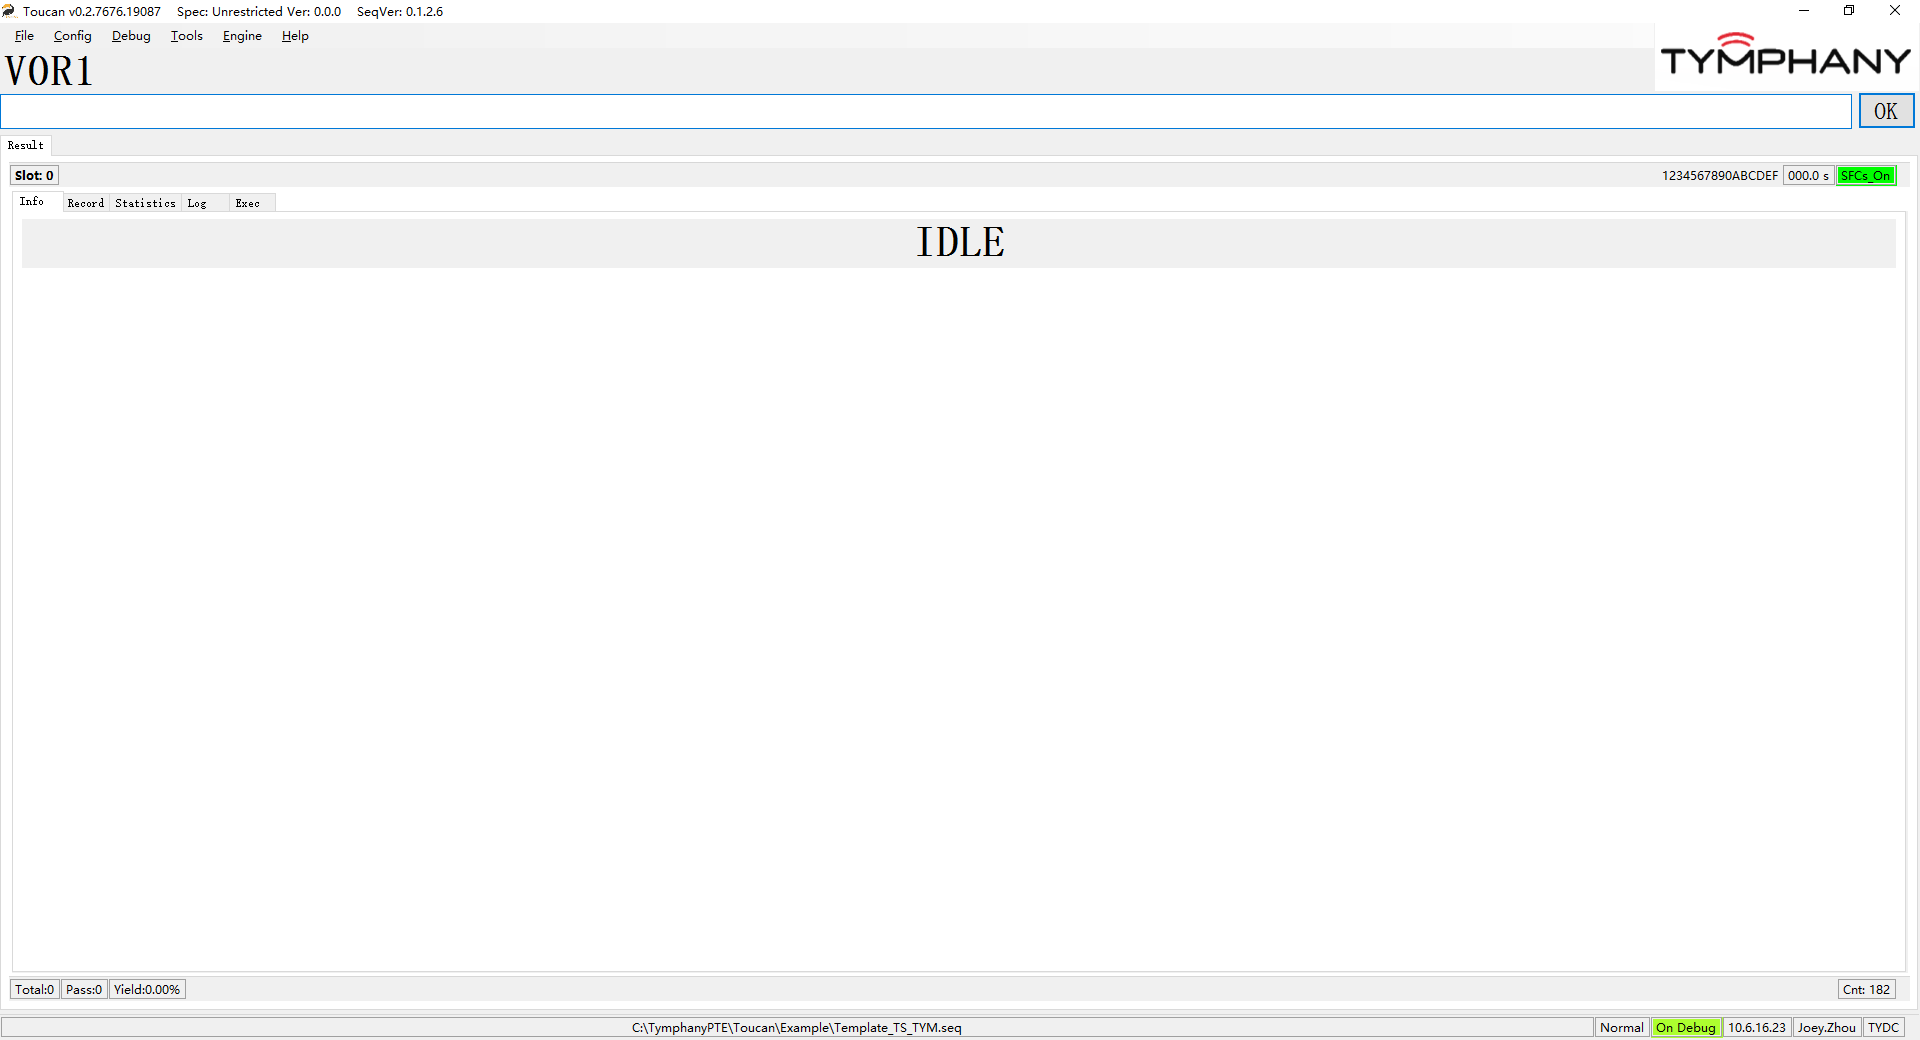 Toucan v0.2.7676.19087 Spec: Unrestricted Ver: 0.0.0 SeqVer: 0.1.2.6
File Config Debug Tools Engine Help
VOR1
TYMPHANY
OK
Result
Slot: 0 1234567890ABCDEF 000.0 s SFCs_On
Info Record Statistics Log Exec
IDLE
Total:0 Pass:0 Yield:0.00% Cnt: 182
C:\TymphanyPTE\Toucan\Example\Template_TS_TYM.seq Normal On Debug 10.6.16.23 Joey.Zhou TYDC